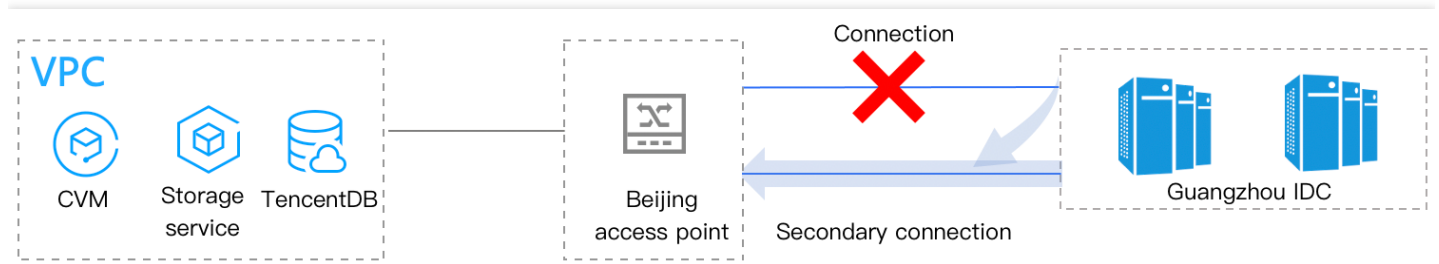 VPC
CVM
Storage
service
TencentDB
Beijing
access point
Connection
Secondary connection
Guangzhou IDC